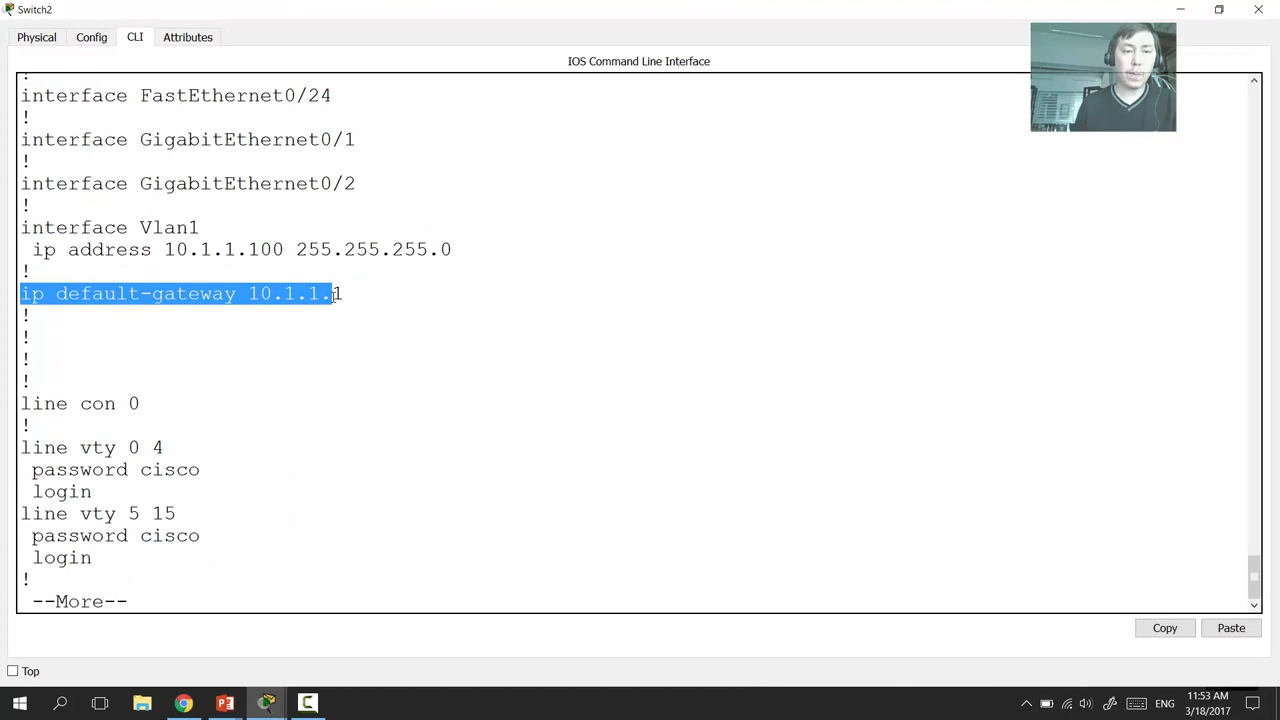 Switch2
Physical
Config
CLI
Attributes
IOS Command Line Interface
!
interface FastEthernet0/24
!
interface GigabitEthernet0/1
!
interface GigabitEthernet0/2
!
interface Vlan1
ip address 10.1.1.100 255.255.255.0
!
ip default-gateway 10.1.1.1
!
!
!
!
line con 0
!
line vty 0 4
password cisco
login
line vty 5 15
password cisco
login
!
--More--
Copy
Paste
Top
ENG
11:53 AM
3/18/2017